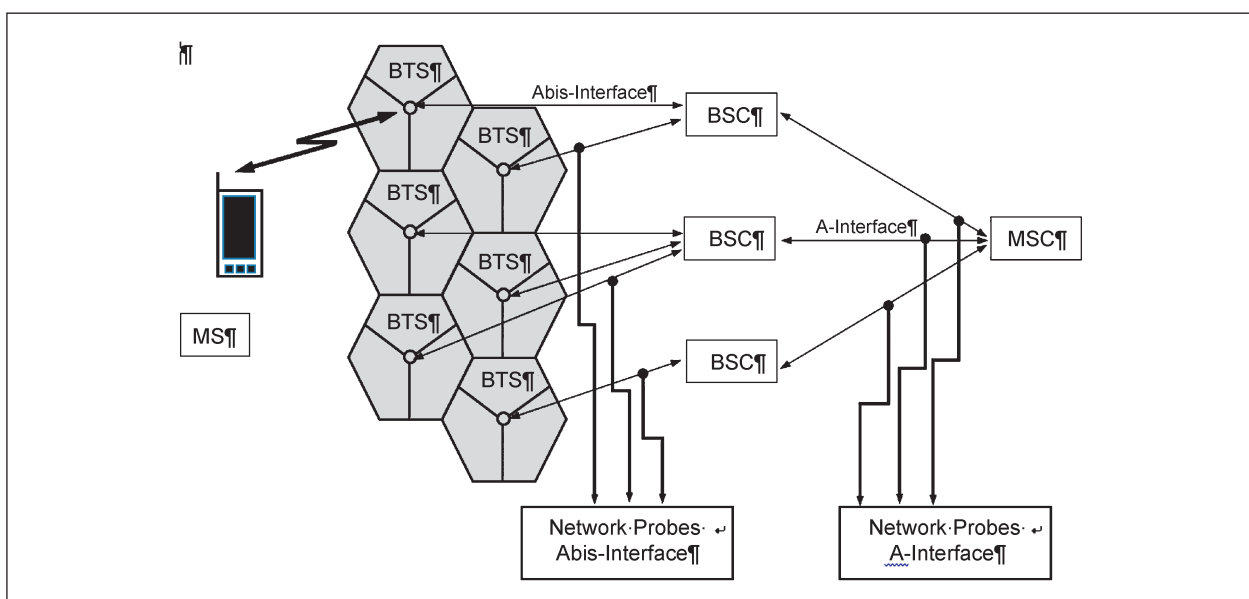 ¶
BTS¶
Abis-Interface¶
BSC¶
BTS¶
BTS¶
A-Interface¶
BSC¶
MSC¶
BTS¶
MS¶
BTS¶
BSC¶
BTS¶
Network·Probes· ↵
Abis-Interface¶
Network·Probes· ↵
A-Interface¶